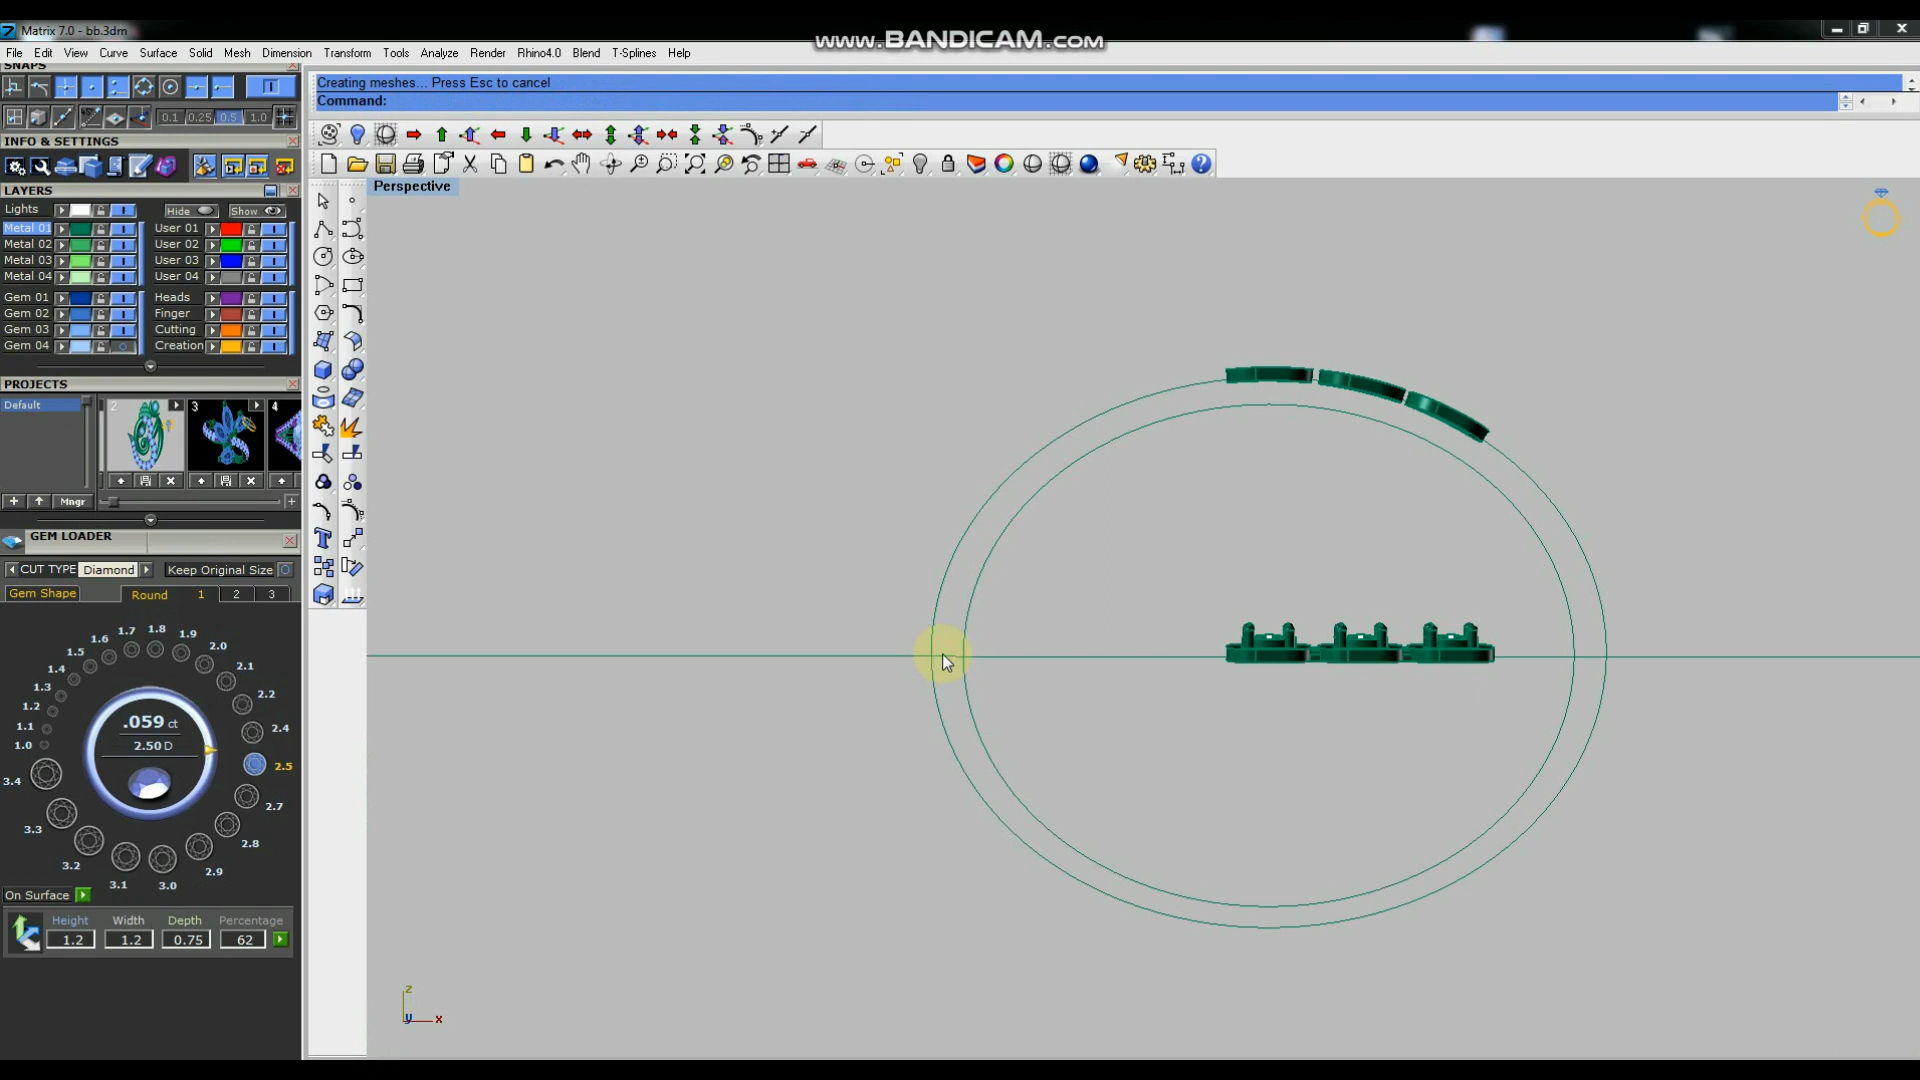 Matrix 7.0 - bb.3dm
www.BANDICAM.com
File Edit View Curve Surface Solid Mesh Dimension Transform Tools Analyze Render Rhino4.0 Blend T-Splines Help
SNAPS
0.1 0.25 0.5 1.0
INFO & SETTINGS
LAYERS
Lights Hide Show
Metal 01 User 01
Metal 02 User 02
Metal 03 User 03
Metal 04 User 04
Gem 01 Heads
Gem 02 Finger
Gem 03 Cutting
Gem 04 Creation
PROJECTS
Default 2 3 4
Mngr
GEM LOADER
CUT TYPE Diamond Keep Original Size
Gem Shape Round 1 2 3
1.0
1.1
1.2
1.3
1.4
1.5
1.6
1.7
1.8
1.9
2.0
2.1
2.2
2.4
2.5
2.7
2.8
2.9
3.0
3.1
3.2
3.3
3.4
.059 ct
2.50 D
On Surface
Height Width Depth Percentage
1.2 1.2 0.75 62
Creating meshes... Press Esc to cancel
Command:
Perspective
z
y x